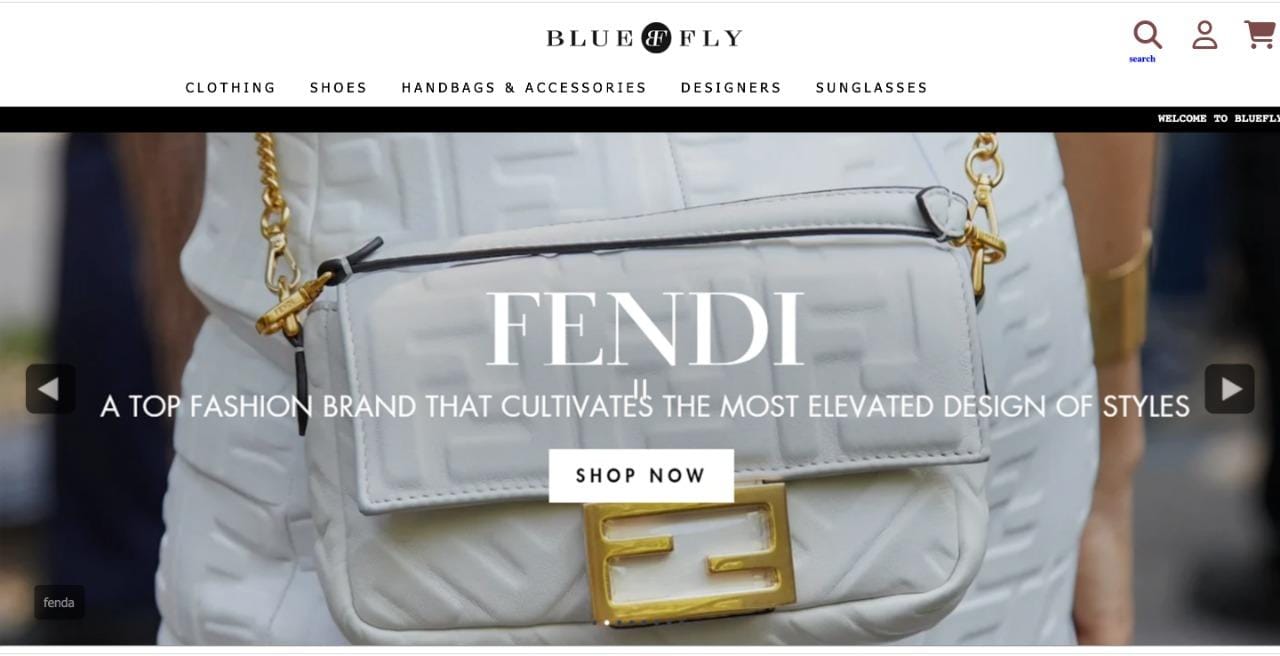 BLUE BF FLY
search
CLOTHING SHOES HANDBAGS & ACCESSORIES DESIGNERS SUNGLASSES
WELCOME TO BLUEFLY
FENDI
A TOP FASHION BRAND THAT CULTIVATES THE MOST ELEVATED DESIGN OF STYLES
SHOP NOW
fenda